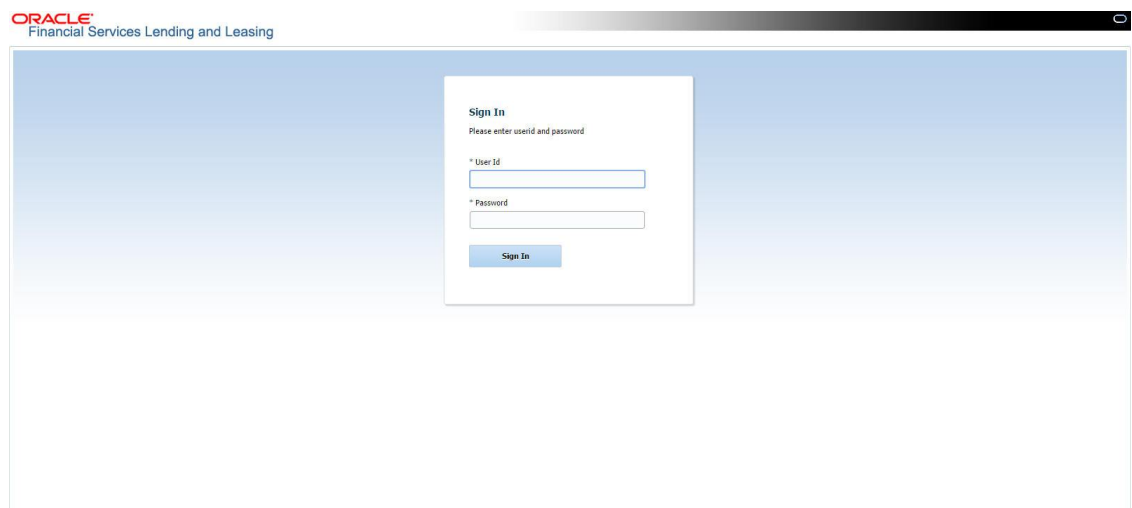 ORACLE
Financial Services Lending and Leasing
Sign In
Please enter userid and password
* User Id
* Password
Sign In